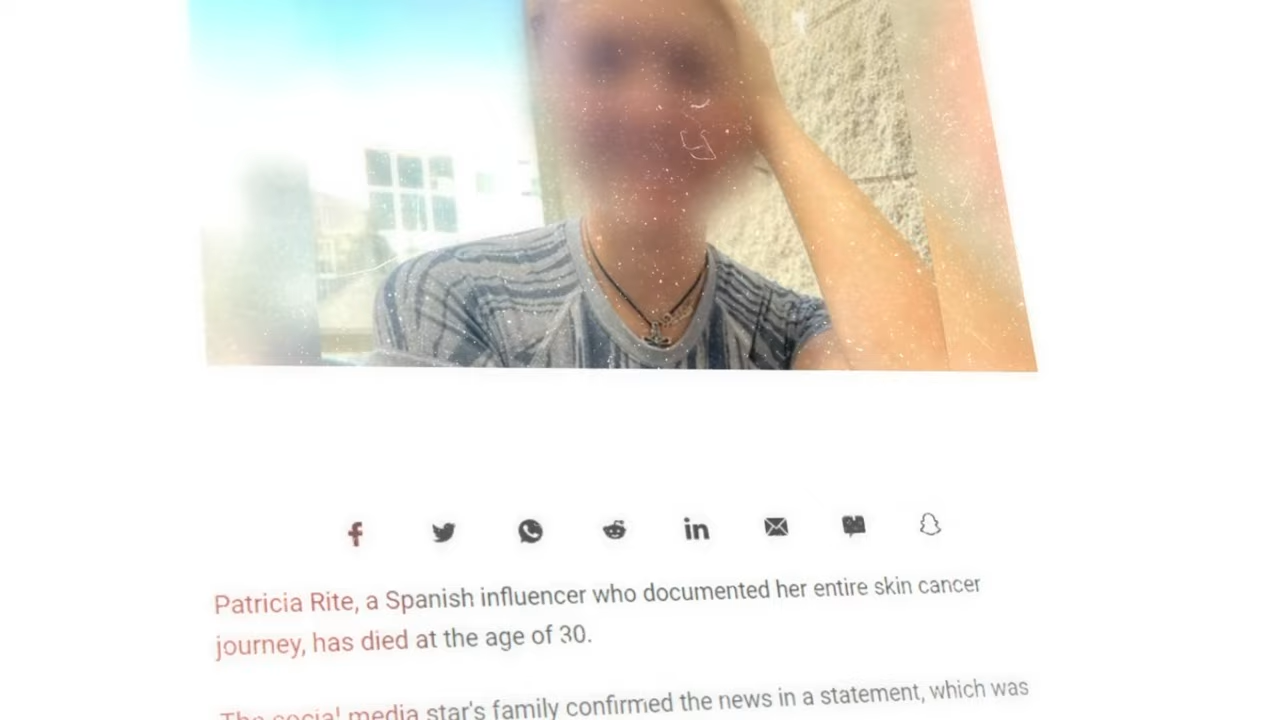 Patricia Rite, a Spanish influencer who documented her entire skin cancer
journey, has died at the age of 30.
The social media star's family confirmed the news in a statement, which was